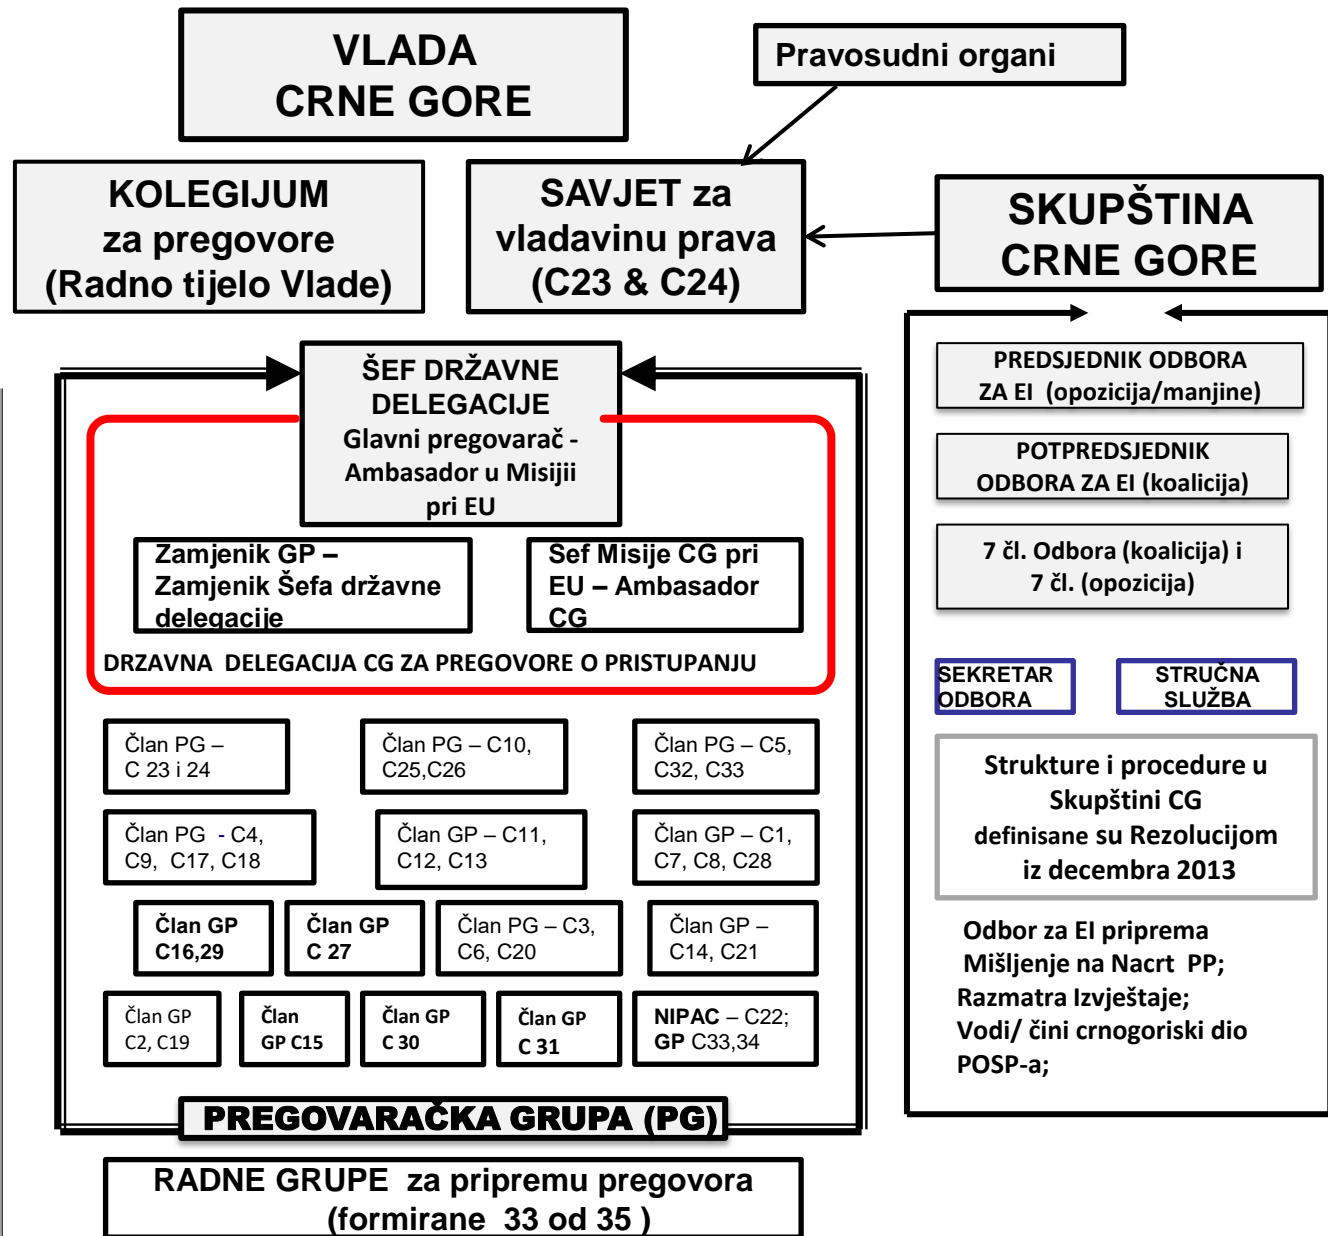 VLADA
CRNE GORE
Pravosudni organi
KOLEGIJUM
za pregovore
(Radno tijelo Vlade)
SAVJET za
vladavinu prava
(C23 & C24)
SKUPŠTINA
CRNE GORE
ŠEF DRŽAVNE
DELEGACIJE
Glavni pregovarač -
Ambasador u Misijii
pri EU
Zamjenik GP –
Zamjenik Šefa državne
delegacije
Sef Misije CG pri
EU – Ambasador
CG
DRZAVNA DELEGACIJA CG ZA PREGOVORE O PRISTUPANJU
Član PG –
C 23 i 24
Član PG – C10,
C25,C26
Član PG – C5,
C32, C33
Član PG - C4,
C9, C17, C18
Član GP – C11,
C12, C13
Član GP – C1,
C7, C8, C28
Član GP
C16,29
Član GP
C 27
Član PG – C3,
C6, C20
Član GP –
C14, C21
Član GP
C2, C19
Član
GP C15
Član GP
C 30
Član GP
C 31
NIPAC – C22;
GP C33,34
PREGOVARAČKA GRUPA (PG)
RADNE GRUPE za pripremu pregovora
(formirane 33 od 35 )
PREDSJEDNIK ODBORA
ZA EI (opozicija/manjine)
POTPREDSJEDNIK
ODBORA ZA EI (koalicija)
7 čl. Odbora (koalicija) i
7 čl. (opozicija)
SEKRETAR
ODBORA
STRUČNA
SLUŽBA
Strukture i procedure u
Skupštini CG
definisane su Rezolucijom
iz decembra 2013
Odbor za EI priprema
Mišljenje na Nacrt PP;
Razmatra Izvještaje;
Vodi/ čini crnogoriski dio
POSP-a;